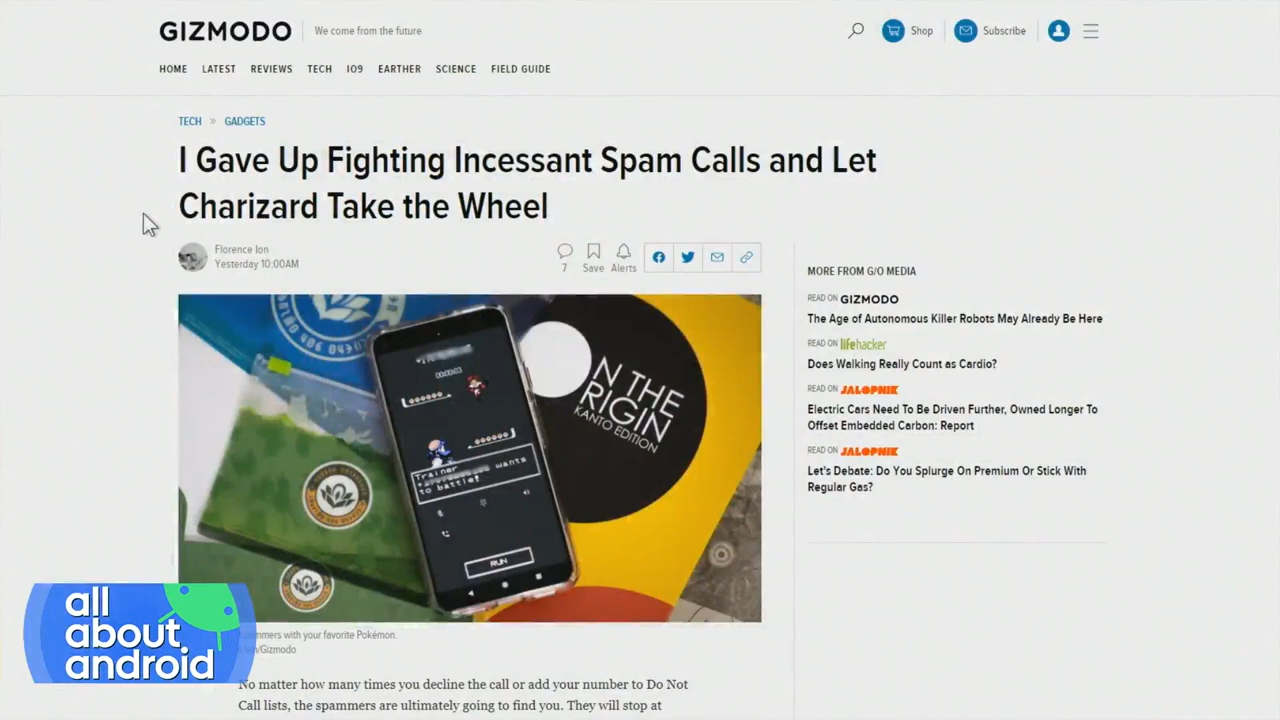 GIZMODO
We come from the future
Shop
Subscribe
HOME LATEST REVIEWS TECH IO9 EARTHER SCIENCE FIELD GUIDE
TECH » GADGETS
I Gave Up Fighting Incessant Spam Calls and Let
Charizard Take the Wheel
Florence Ion
Yesterday 10:00AM
7
Save
Alerts
N THE
RIGIN
KANTO EDITION
Trainer
wants
to battle!
RUN
MORE FROM G/O MEDIA
READ ON GIZMODO
The Age of Autonomous Killer Robots May Already Be Here
READ ON lifehacker
Does Walking Really Count as Cardio?
READ ON JALOPNIK
Electric Cars Need To Be Driven Further, Owned Longer To
Offset Embedded Carbon: Report
READ ON JALOPNIK
Let's Debate: Do You Splurge On Premium Or Stick With
Regular Gas?
all
about
android
with your favorite Pokémon.
/Gizmodo
No matter how many times you decline the call or add your number to Do Not
Call lists, the spammers are ultimately going to find you. They will stop at